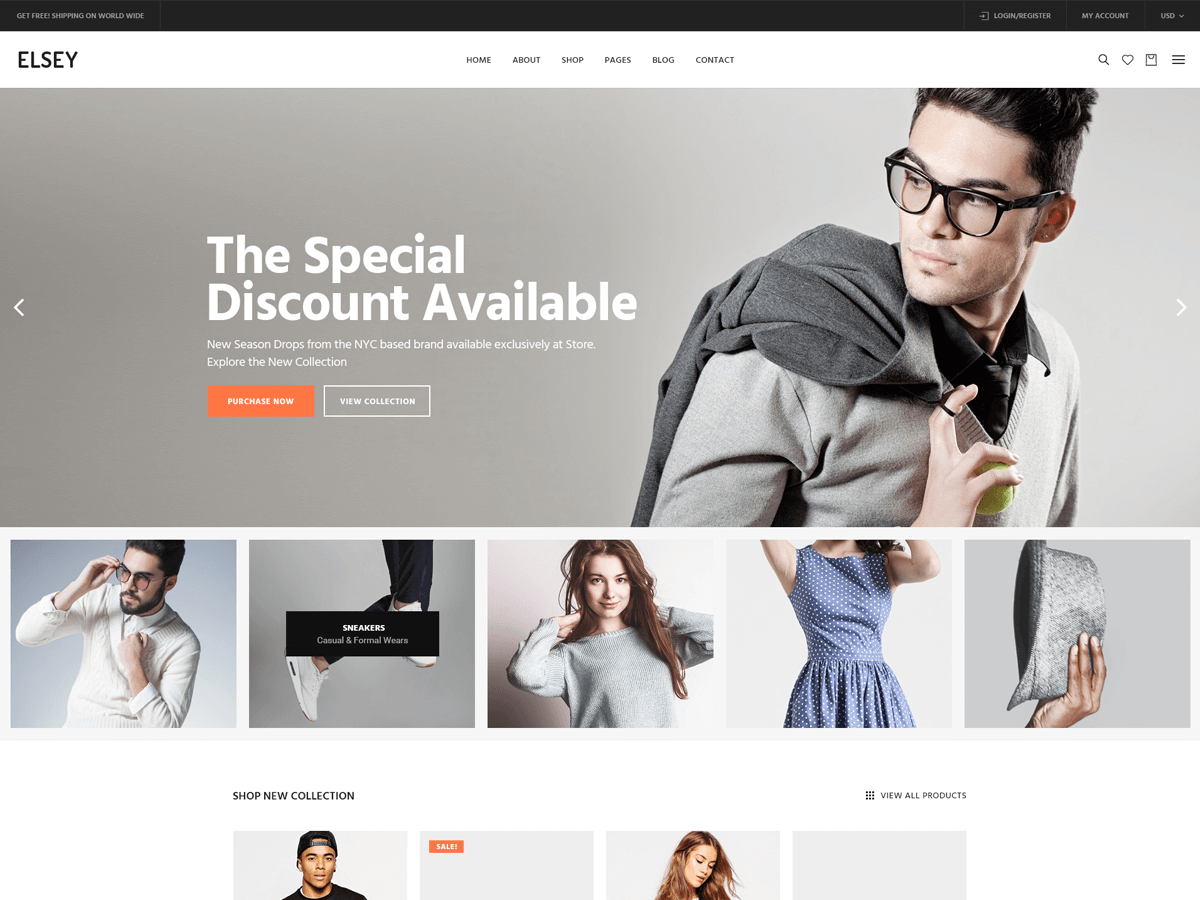 GET FREE! SHIPPING ON WORLD WIDE
LOGIN/REGISTER
MY ACCOUNT
USD
ELSEY
HOME
ABOUT
SHOP
PAGES
BLOG
CONTACT
The Special
Discount Available
New Season Drops from the NYC based brand available exclusively at Store.
Explore the New Collection
PURCHASE NOW
VIEW COLLECTION
SNEAKERS
Casual & Formal Wears
SHOP NEW COLLECTION
VIEW ALL PRODUCTS
SALE!